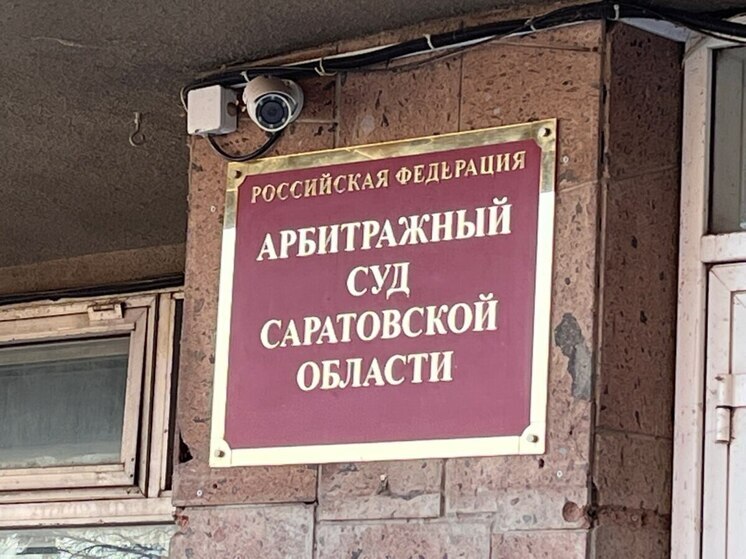 РОССИЙСКАЯ ФЕДЕРАЦИЯ
АРБИТРАЖНЫЙ
СУД
САРАТОВСКОЙ
ОБЛАСТИ